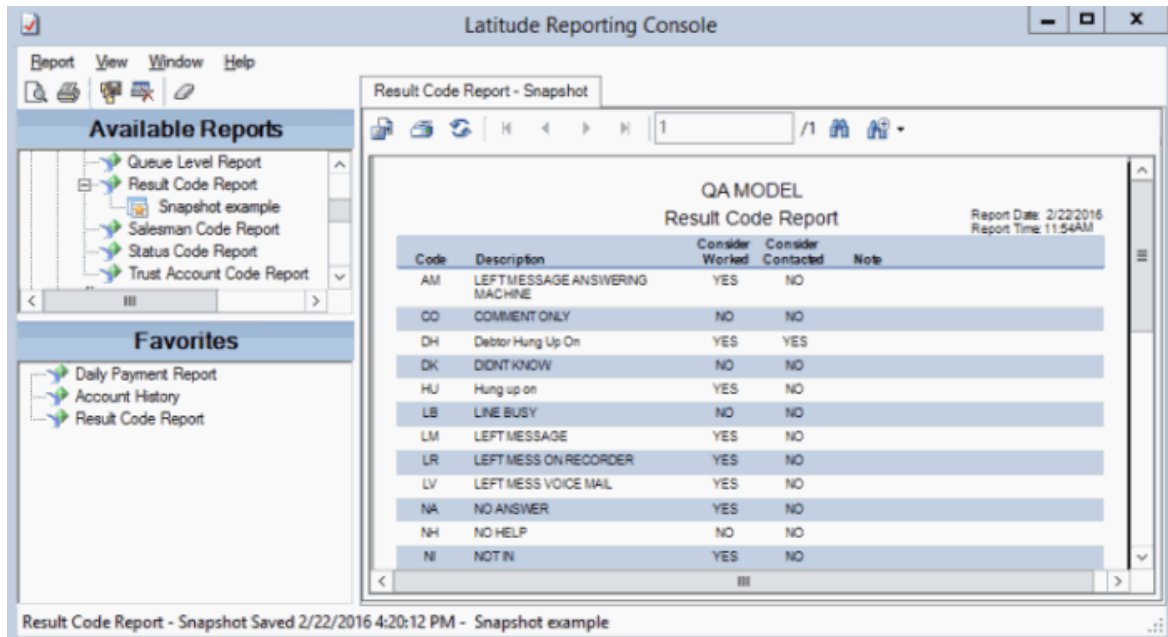 Latitude Reporting Console
Report View Window Help
Available Reports
Queue Level Report
Result Code Report
Snapshot example
Salesman Code Report
Status Code Report
Trust Account Code Report
Favorites
Daily Payment Report
Account History
Result Code Report
Result Code Report - Snapshot
1 /1
QA MODEL
Result Code Report
Report Date: 2/22/2016
Report Time: 11:54AM
Code Description Consider Worked Consider Contacted Note
AM LEFT MESSAGE ANSWERING MACHINE YES NO
CO COMMENT ONLY NO NO
DH Debtor Hung Up On YES YES
DK DIDNT KNOW NO NO
HU Hung up on YES NO
LB LINE BUSY NO NO
LM LEFT MESSAGE YES NO
LR LEFT MESS ON RECORDER YES NO
LV LEFT MESS VOICE MAIL YES NO
NA NO ANSWER YES NO
NH NO HELP NO NO
NI NOT IN YES NO
Result Code Report - Snapshot Saved 2/22/2016 4:20:12 PM - Snapshot example